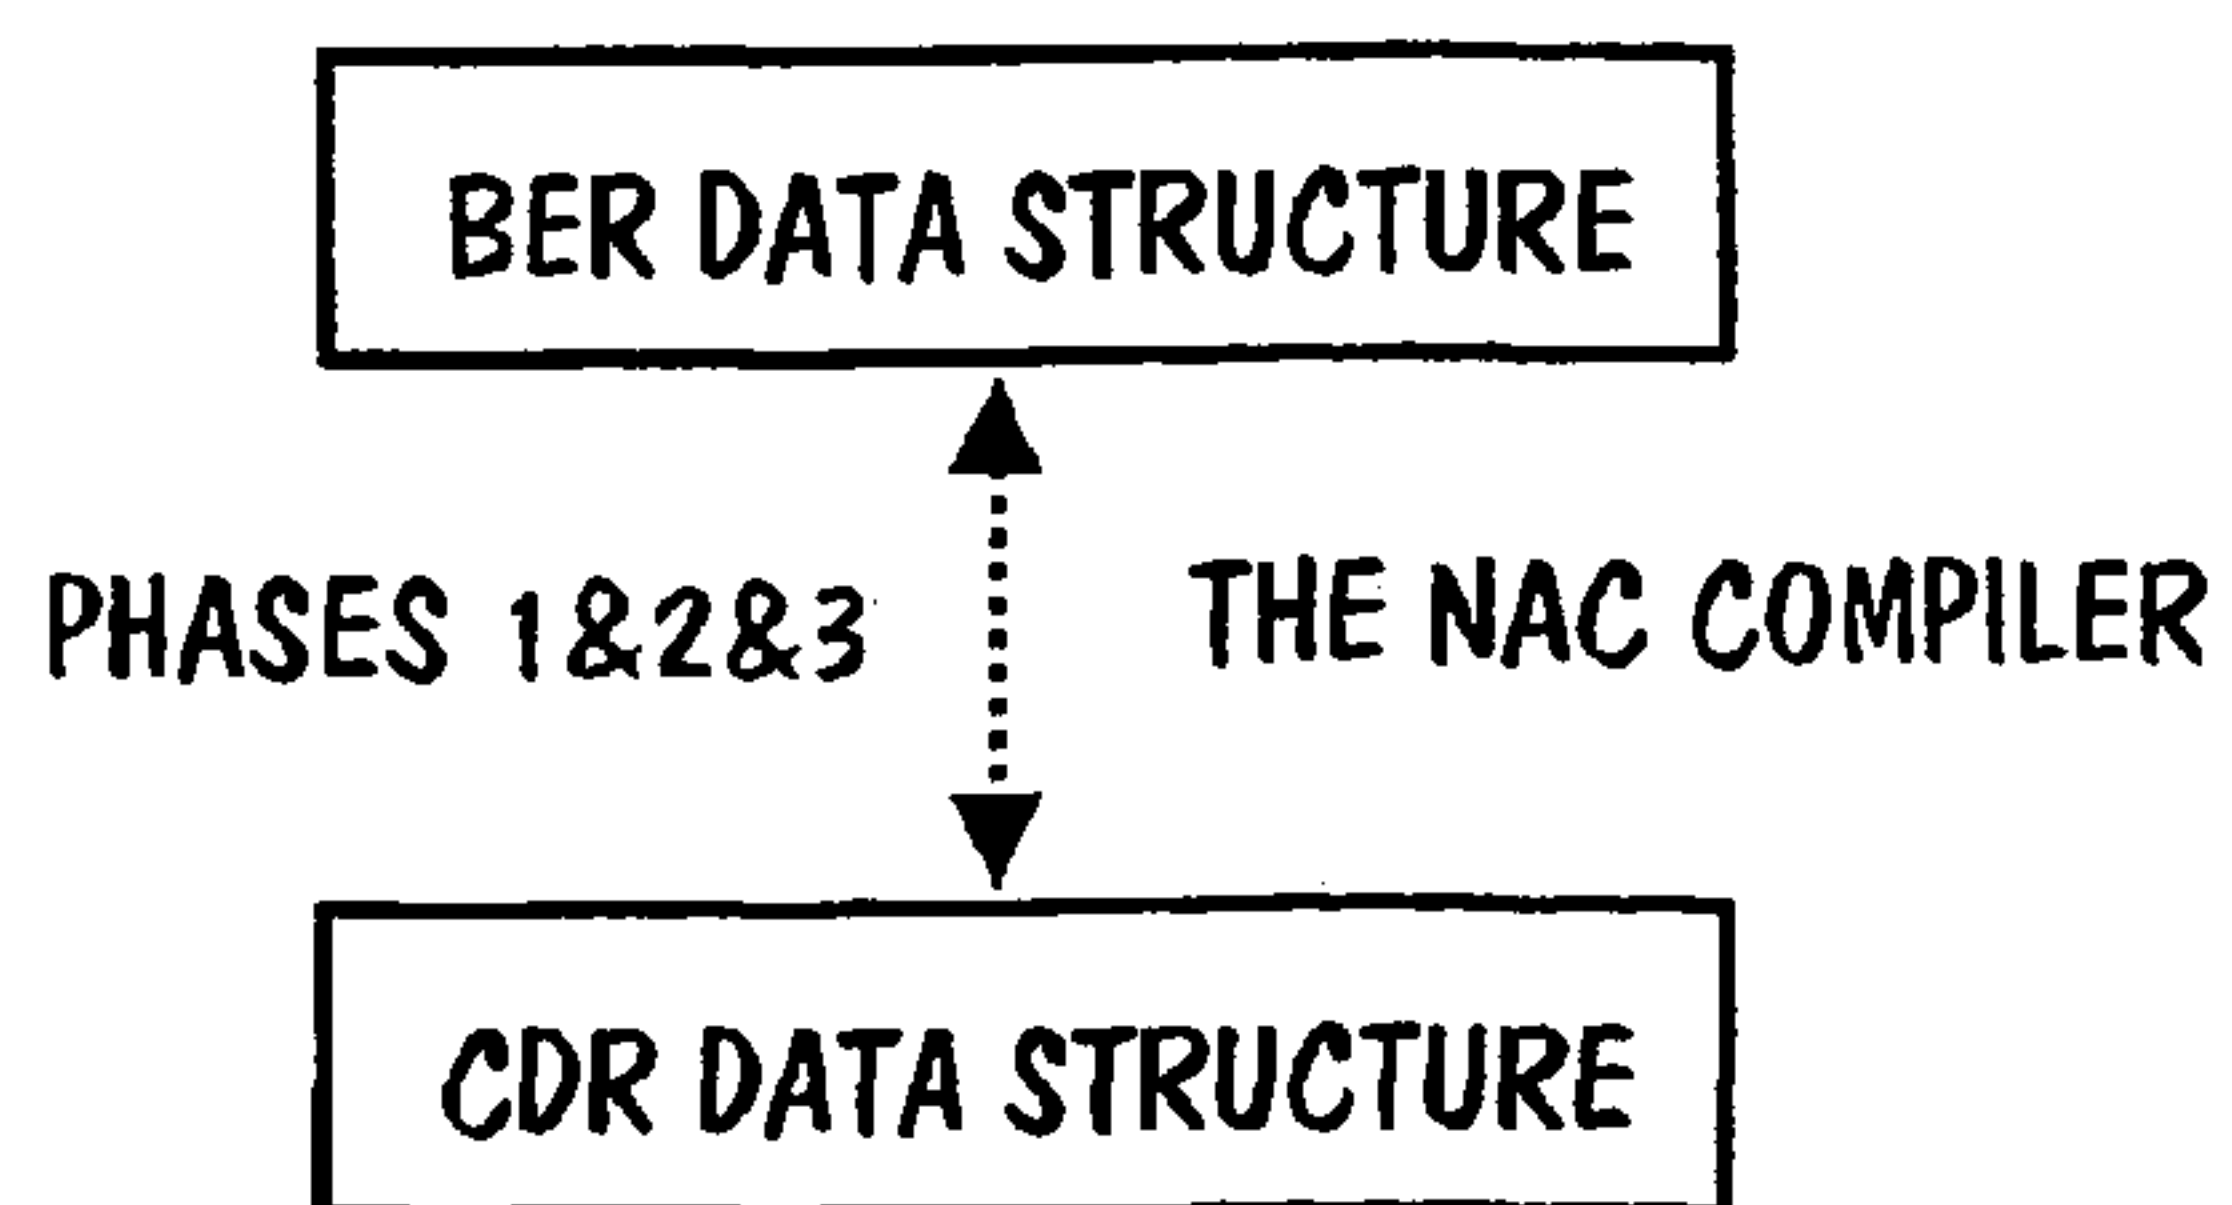 BER DATA STRUCTURE
PHASES 1&2&3
THE NAC COMPILER
CDR DATA STRUCTURE